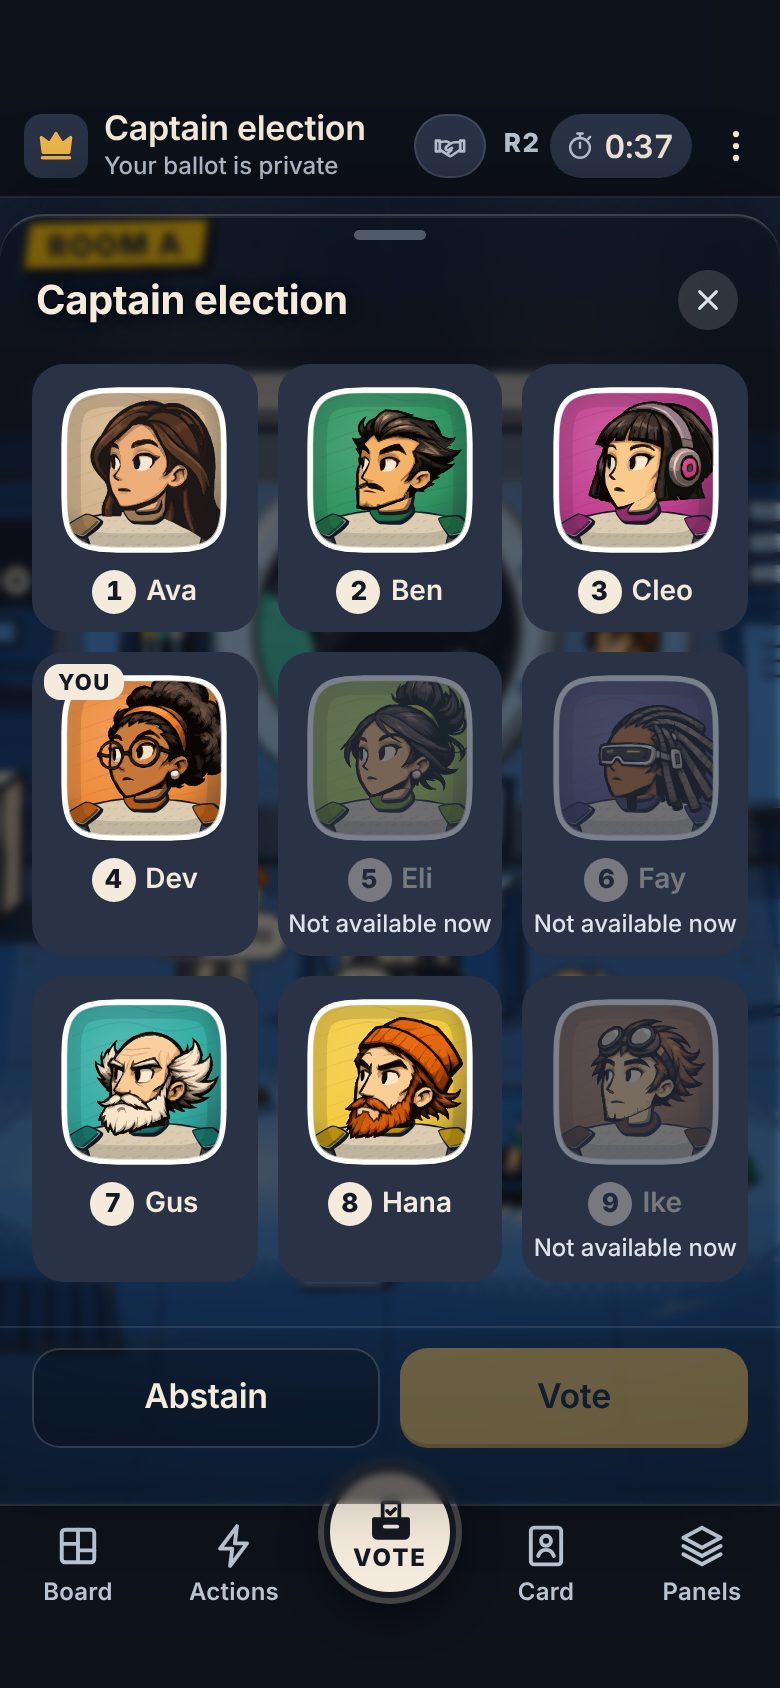 Captain election
Your ballot is private
R2
0:37
ROOM A
Captain election
1 Ava
2 Ben
3 Cleo
YOU
4 Dev
5 Eli
Not available now
6 Fay
Not available now
7 Gus
8 Hana
9 Ike
Not available now
Abstain
Vote
Board
Actions
VOTE
Card
Panels